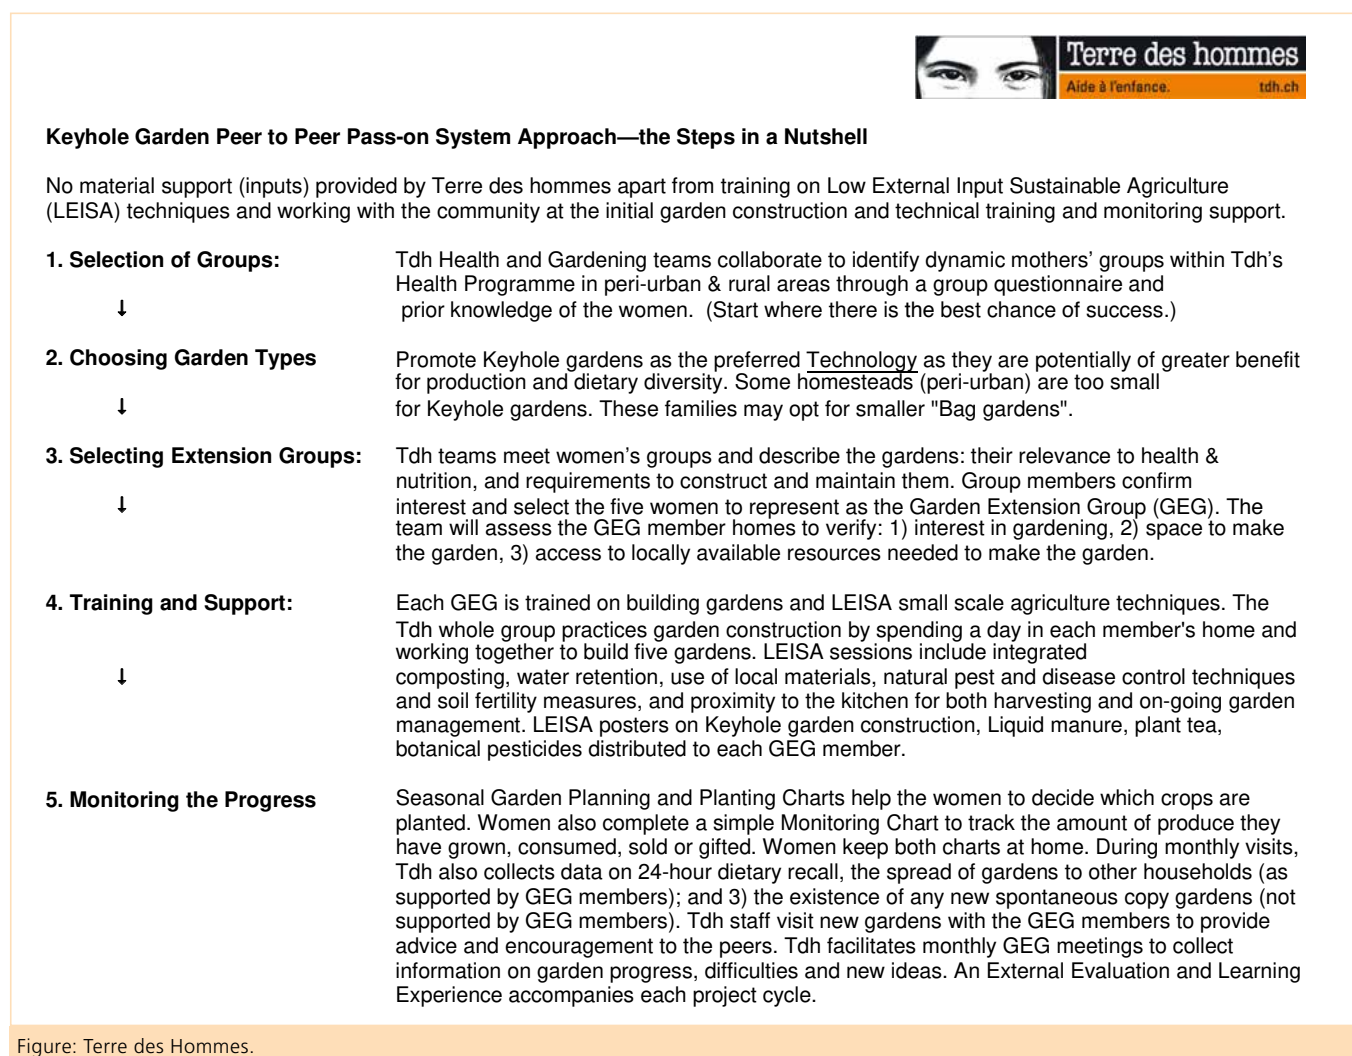 Terre des hommes
Aide à l'enfance. tdh.ch
Keyhole Garden Peer to Peer Pass-on System Approach—the Steps in a Nutshell
No material support (inputs) provided by Terre des hommes apart from training on Low External Input Sustainable Agriculture
(LEISA) techniques and working with the community at the initial garden construction and technical training and monitoring support.
1. Selection of Groups:
Tdh Health and Gardening teams collaborate to identify dynamic mothers' groups within Tdh's
Health Programme in peri-urban & rural areas through a group questionnaire and
prior knowledge of the women. (Start where there is the best chance of success.)
↓
2. Choosing Garden Types
Promote Keyhole gardens as the preferred Technology as they are potentially of greater benefit
for production and dietary diversity. Some homesteads (peri-urban) are too small
for Keyhole gardens. These families may opt for smaller "Bag gardens".
↓
3. Selecting Extension Groups:
Tdh teams meet women's groups and describe the gardens: their relevance to health &
nutrition, and requirements to construct and maintain them. Group members confirm
interest and select the five women to represent as the Garden Extension Group (GEG). The
team will assess the GEG member homes to verify: 1) interest in gardening, 2) space to make
the garden, 3) access to locally available resources needed to make the garden.
↓
4. Training and Support:
Each GEG is trained on building gardens and LEISA small scale agriculture techniques. The
Tdh whole group practices garden construction by spending a day in each member's home and
working together to build five gardens. LEISA sessions include integrated
composting, water retention, use of local materials, natural pest and disease control techniques
and soil fertility measures, and proximity to the kitchen for both harvesting and on-going garden
management. LEISA posters on Keyhole garden construction, Liquid manure, plant tea,
botanical pesticides distributed to each GEG member.
↓
5. Monitoring the Progress
Seasonal Garden Planning and Planting Charts help the women to decide which crops are
planted. Women also complete a simple Monitoring Chart to track the amount of produce they
have grown, consumed, sold or gifted. Women keep both charts at home. During monthly visits,
Tdh also collects data on 24-hour dietary recall, the spread of gardens to other households (as
supported by GEG members); and 3) the existence of any new spontaneous copy gardens (not
supported by GEG members). Tdh staff visit new gardens with the GEG members to provide
advice and encouragement to the peers. Tdh facilitates monthly GEG meetings to collect
information on garden progress, difficulties and new ideas. An External Evaluation and Learning
Experience accompanies each project cycle.
Figure: Terre des Hommes.